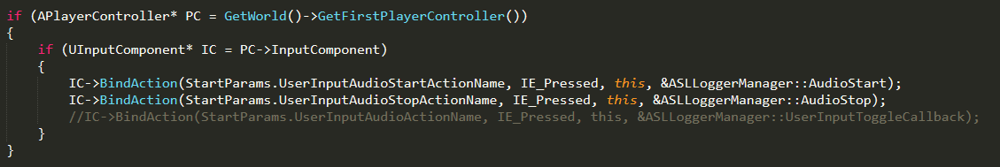 if (APlayerController* PC = GetWorld()->GetFirstPlayerController())
{
    if (UInputComponent* IC = PC->InputComponent)
    {
        IC->BindAction(StartParams.UserInputAudioStartActionName, IE_Pressed, this, &ASLLoggerManager::AudioStart);
        IC->BindAction(StartParams.UserInputAudioStopActionName, IE_Pressed, this, &ASLLoggerManager::AudioStop);
        //IC->BindAction(StartParams.UserInputAudioActionName, IE_Pressed, this, &ASLLoggerManager::UserInputToggleCallback);
    }
}